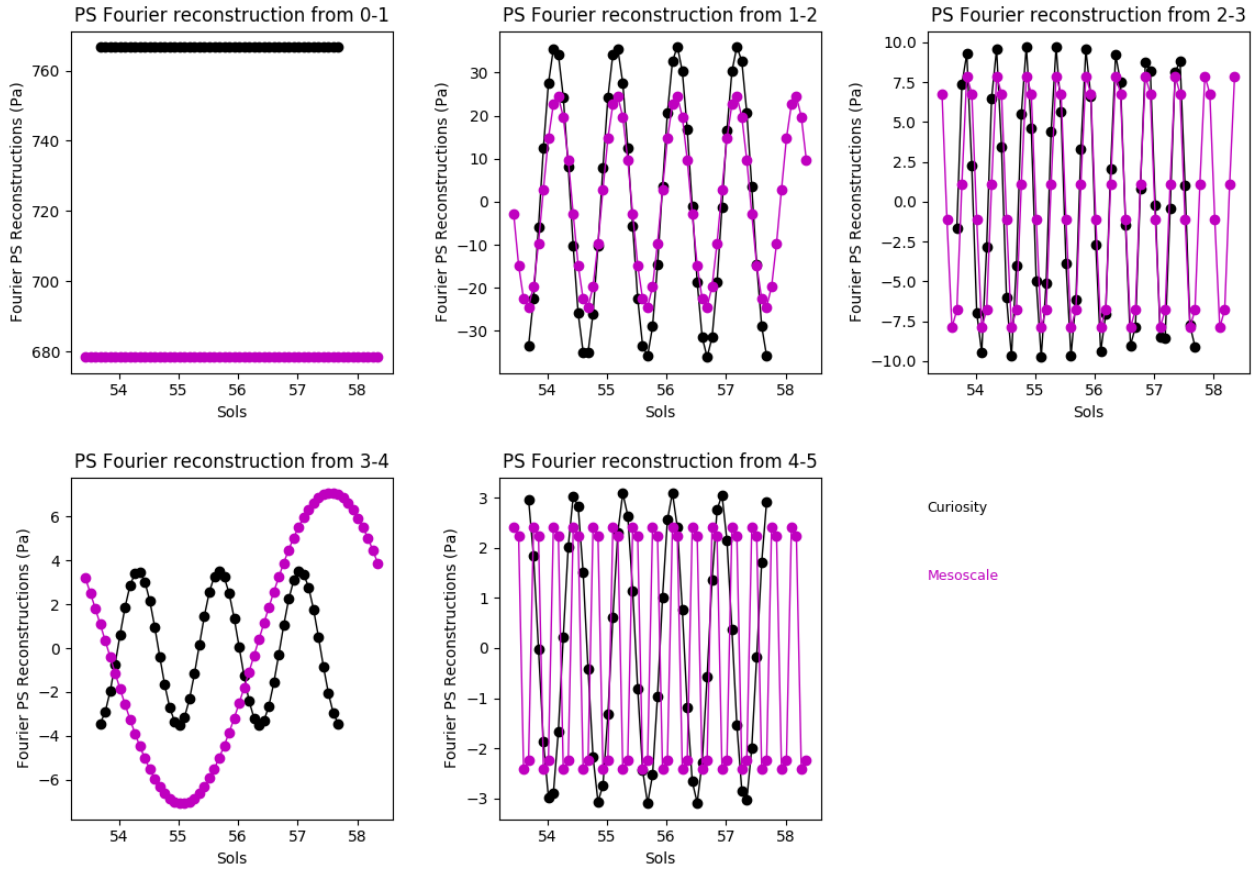 PS Fourier reconstruction from 0-1
PS Fourier reconstruction from 1-2
PS Fourier reconstruction from 2-3
Fourier PS Reconstructions (Pa)
760
740
720
700
680
54 55 56 57 58
Sols
Fourier PS Reconstructions (Pa)
30
20
10
0
−10
−20
−30
54 55 56 57 58
Sols
Fourier PS Reconstructions (Pa)
10.0
7.5
5.0
2.5
0.0
−2.5
−5.0
−7.5
−10.0
54 55 56 57 58
Sols
PS Fourier reconstruction from 3-4
PS Fourier reconstruction from 4-5
Fourier PS Reconstructions (Pa)
6
4
2
0
−2
−4
−6
54 55 56 57 58
Sols
Fourier PS Reconstructions (Pa)
3
2
1
0
−1
−2
−3
54 55 56 57 58
Sols
Curiosity
Mesoscale